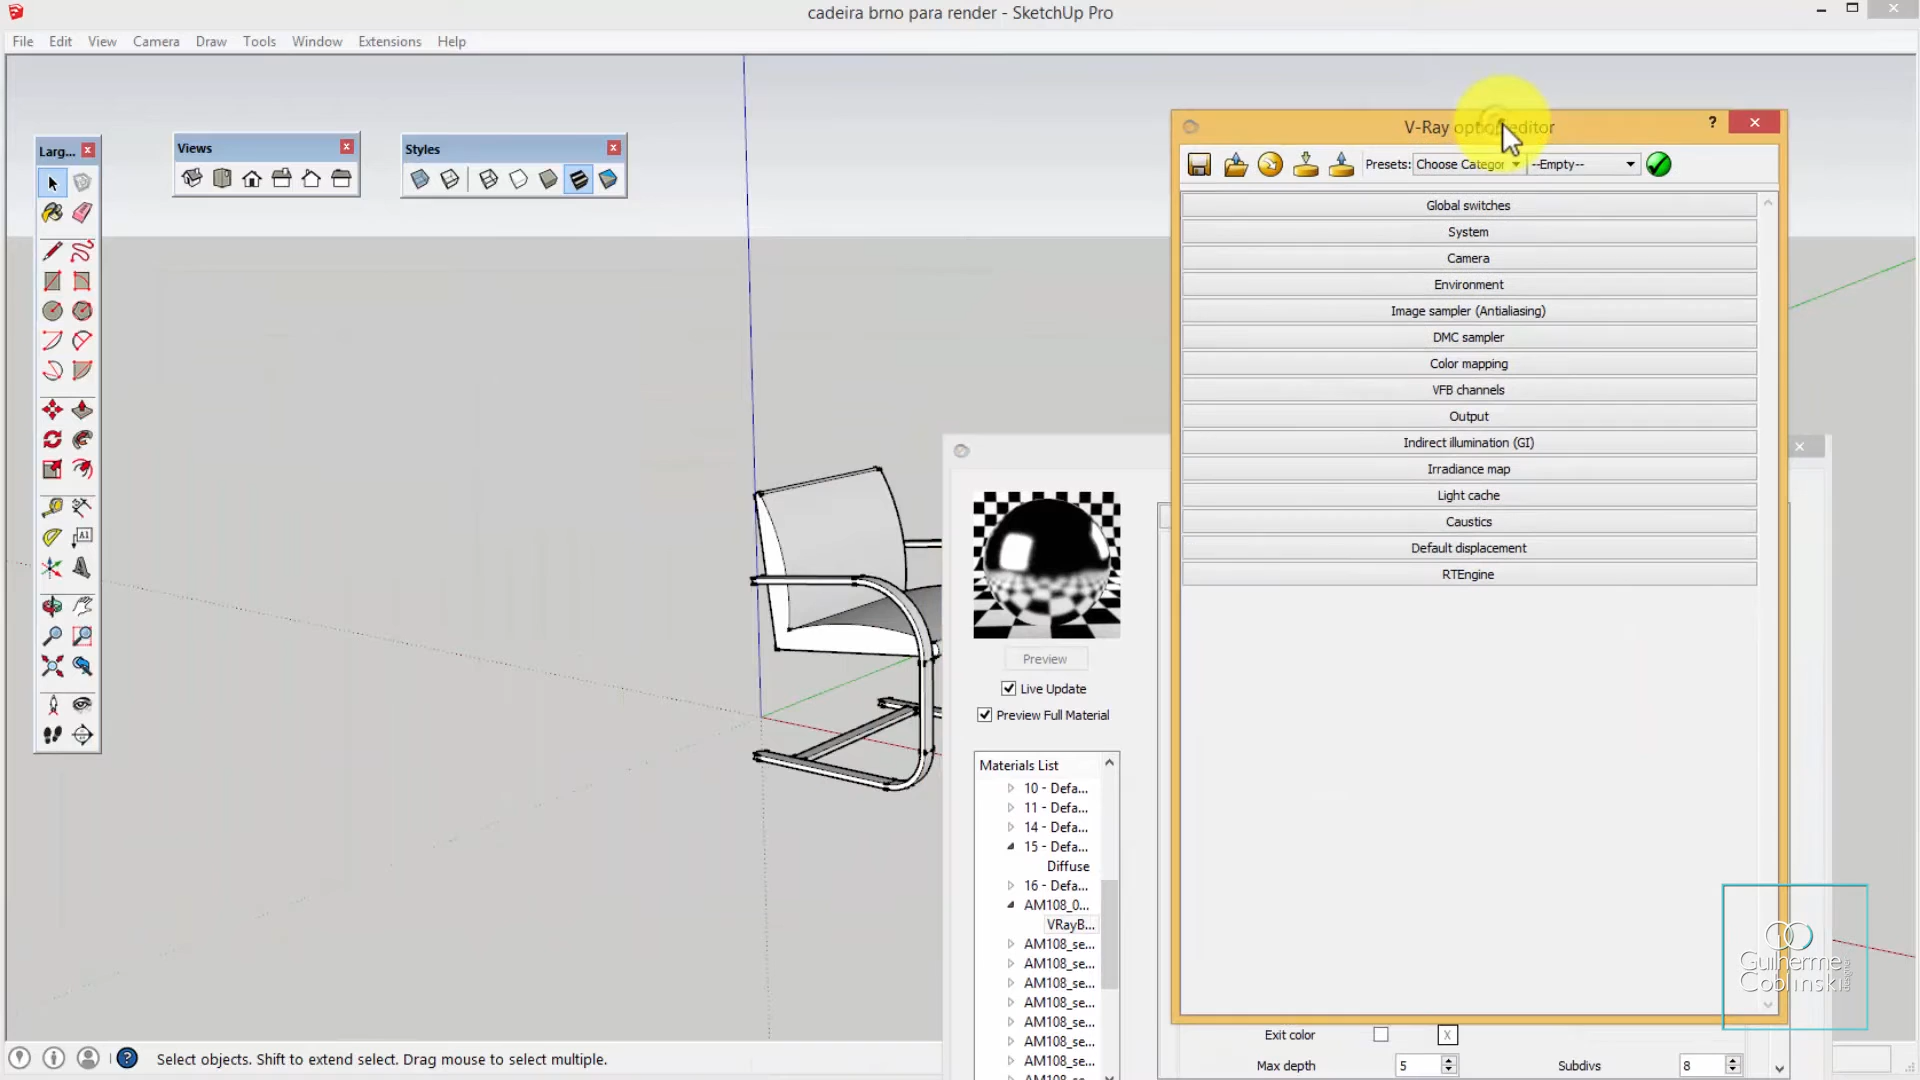 cadeira brno para render - SketchUp Pro
File Edit View Camera Draw Tools Window Extensions Help
Larg...
Views
Styles
V-Ray option editor
?
Presets: Choose Categor --Empty--
Global switches
System
Camera
Environment
Image sampler (Antialiasing)
DMC sampler
Color mapping
VFB channels
Output
Indirect illumination (GI)
Irradiance map
Light cache
Caustics
Default displacement
RTEngine
Preview
Live Update
Preview Full Material
Materials List
10 - Defa...
11 - Defa...
14 - Defa...
15 - Defa...
Diffuse
16 - Defa...
AM108_0...
VRayB...
AM108_se...
AM108_se...
AM108_se...
AM108_se...
AM108_se...
AM108_se...
AM108_se...
Exit color X
Max depth 5 Subdivs 8
Guilherme
Coblinski
designer
Select objects. Shift to extend select. Drag mouse to select multiple.